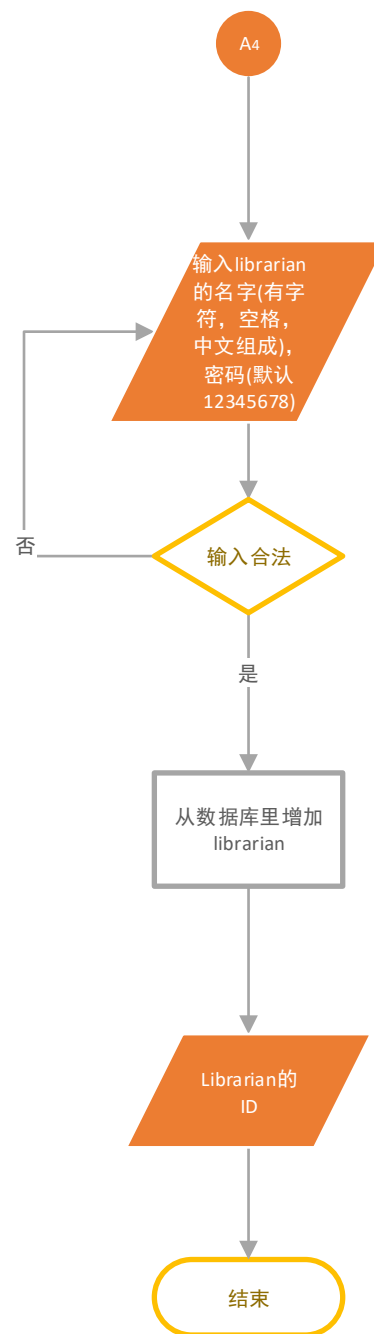 A4
输入librarian
的名字(有字
符，空格，
中文组成)，
密码(默认
12345678)
否
输入合法
是
从数据库里增加
librarian
Librarian的
ID
结束